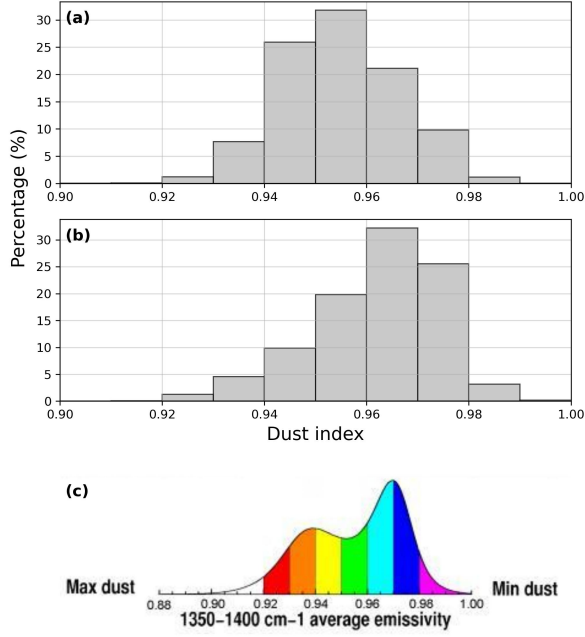 (a)
30
25
20
15
10
5
0
0.90 0.92 0.94 0.96 0.98 1.00
Percentage (%)
(b)
30
25
20
15
10
5
0
0.90 0.92 0.94 0.96 0.98 1.00
Dust index
(c)
Max dust
Min dust
0.88 0.90 0.92 0.94 0.96 0.98 1.00
1350−1400 cm−1 average emissivity